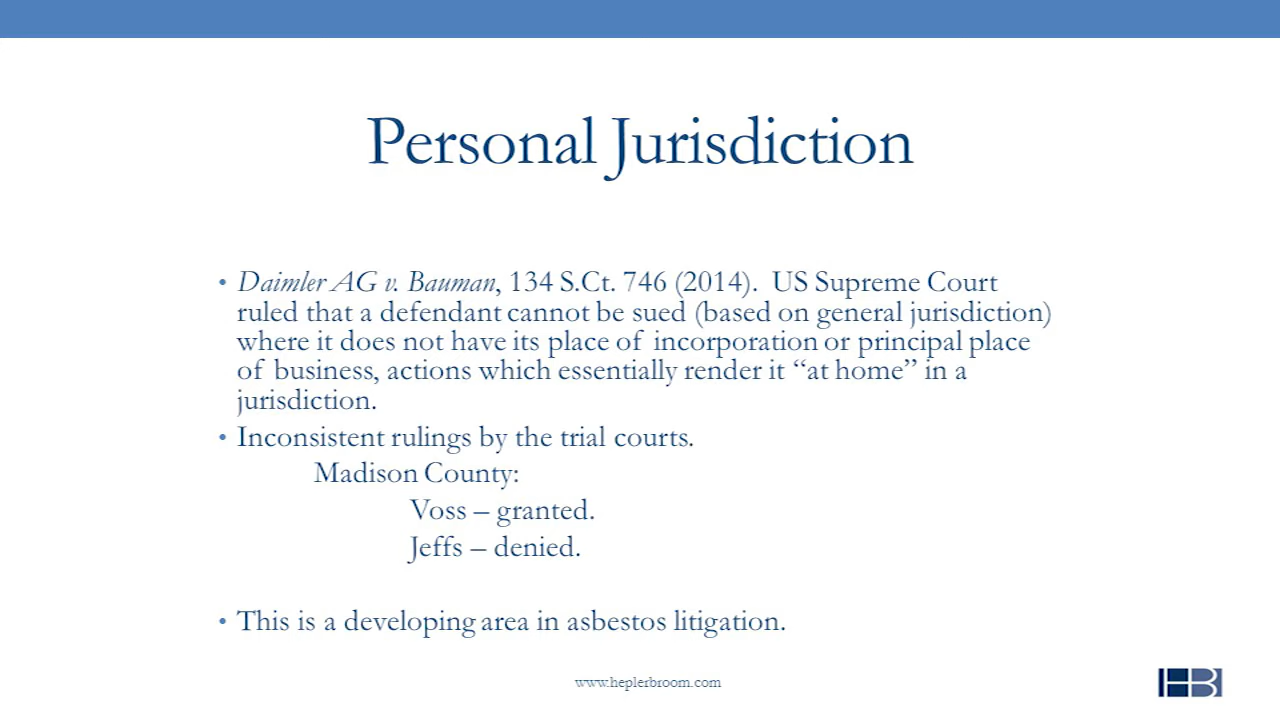 Personal Jurisdiction
• Daimler AG v. Bauman, 134 S.Ct. 746 (2014).  US Supreme Court
ruled that a defendant cannot be sued (based on general jurisdiction)
where it does not have its place of incorporation or principal place
of business, actions which essentially render it “at home” in a
jurisdiction.
• Inconsistent rulings by the trial courts.
Madison County:
Voss – granted.
Jeffs – denied.
• This is a developing area in asbestos litigation.
www.heplerbroom.com
HB